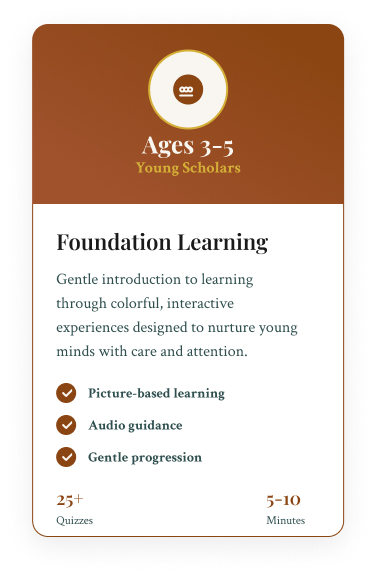 Ages 3-5
Young Scholars
Foundation Learning
Gentle introduction to learning
through colorful, interactive
experiences designed to nurture young
minds with care and attention.
Picture-based learning
Audio guidance
Gentle progression
25+ 5-10
Quizzes Minutes